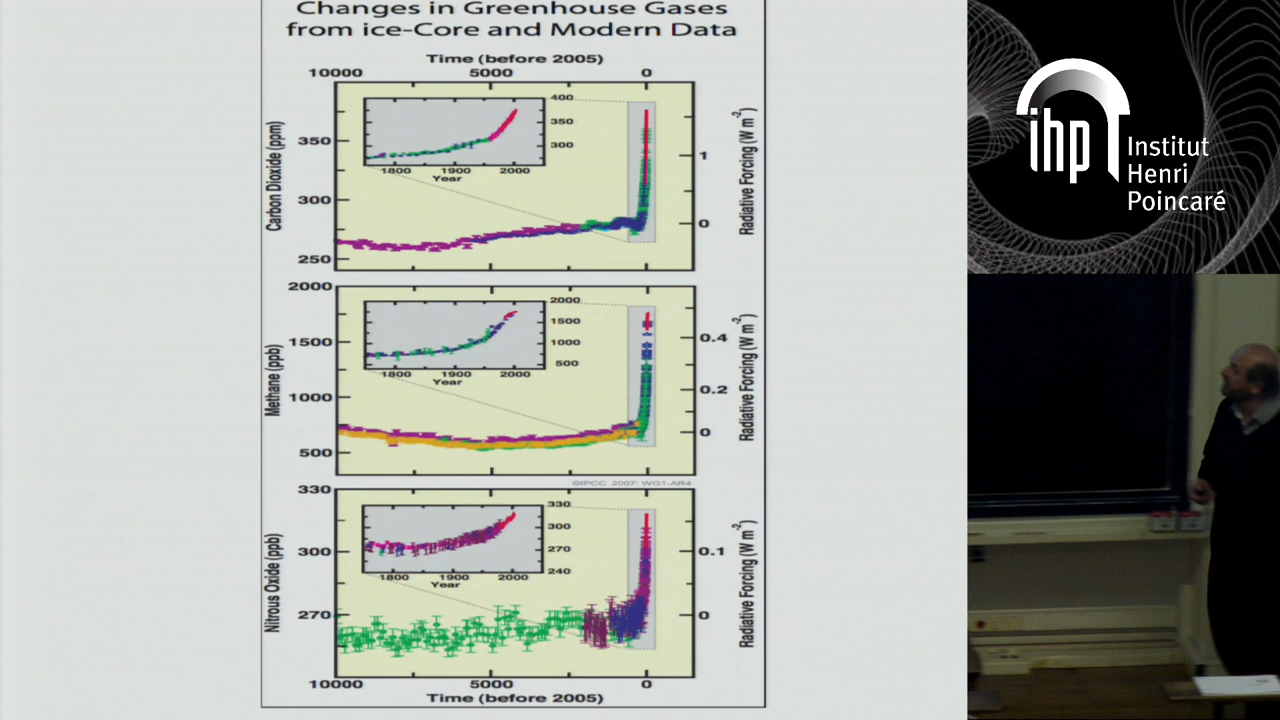 Changes in Greenhouse Gases
from ice-Core and Modern Data
Time (before 2005)
10000 5000 0
Carbon Dioxide (ppm)
350
300
250
400
350
300
1800 1900 2000
Year
1
0
Radiative Forcing (W m-2)
Methane (ppb)
2000
1500
1000
500
2000
1500
1000
500
1800 1900 2000
Year
0.4
0.2
0
Radiative Forcing (W m-2)
©IPCC 2007: WG1-AR4
Nitrous Oxide (ppb)
330
300
270
330
300
270
240
1800 1900 2000
Year
0.1
0
Radiative Forcing (W m-2)
10000 5000 0
Time (before 2005)
ihp
Institut
Henri
Poincaré